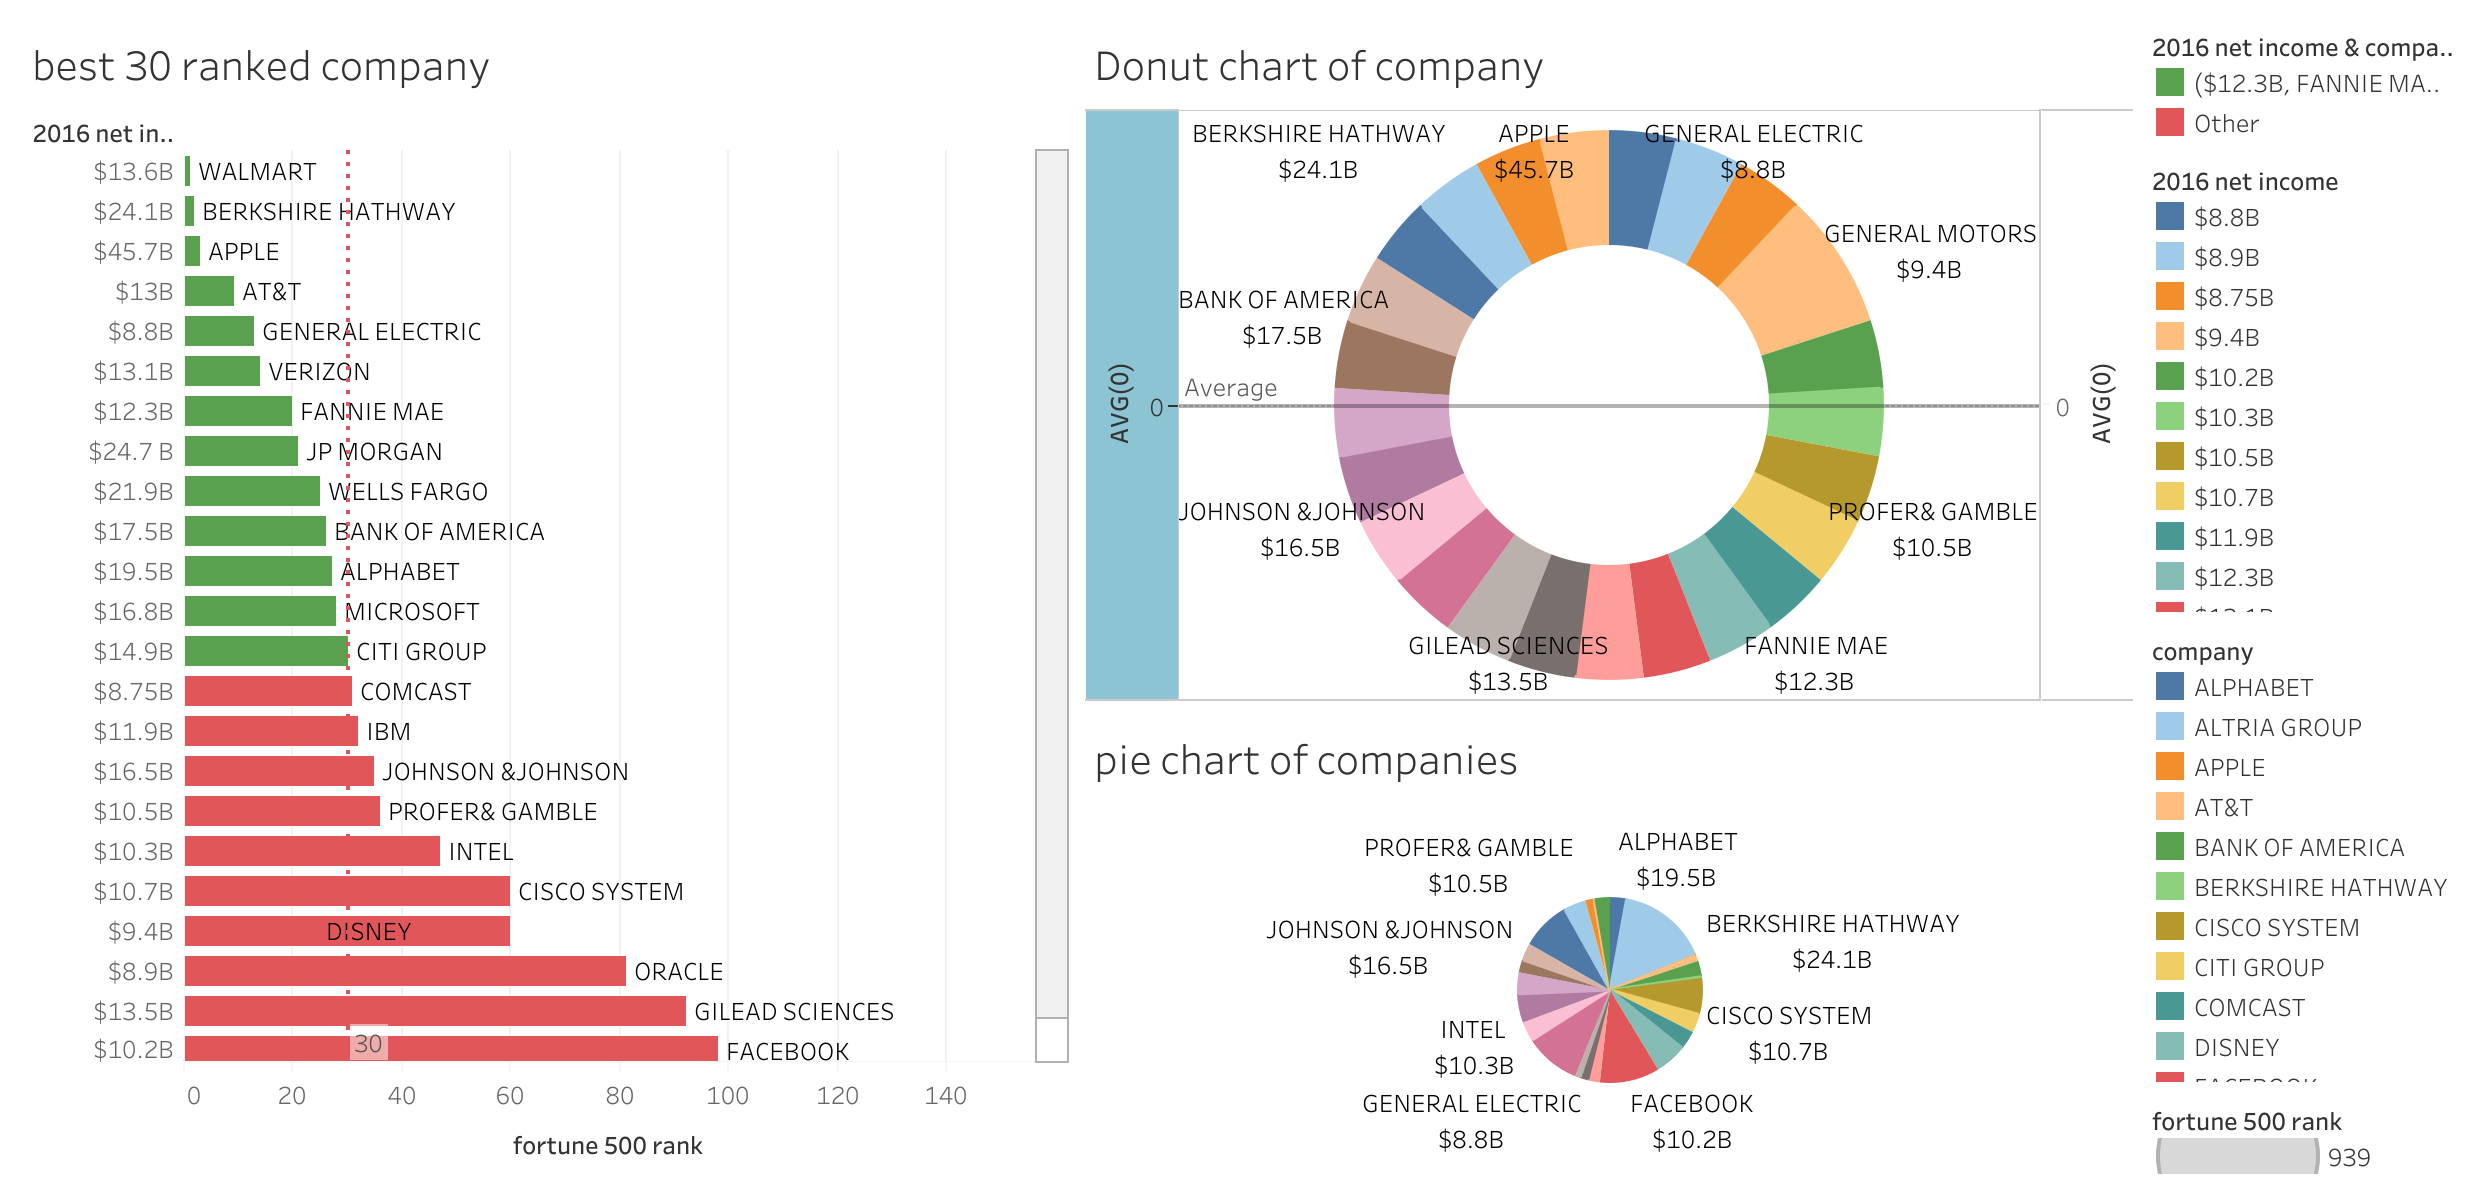 best 30 ranked company
2016 net in..
$13.6B WALMART
$24.1B BERKSHIRE HATHWAY
$45.7B APPLE
$13B AT&T
$8.8B GENERAL ELECTRIC
$13.1B VERIZON
$12.3B FANNIE MAE
$24.7 B JP MORGAN
$21.9B WELLS FARGO
$17.5B BANK OF AMERICA
$19.5B ALPHABET
$16.8B MICROSOFT
$14.9B CITI GROUP
$8.75B COMCAST
$11.9B IBM
$16.5B JOHNSON &JOHNSON
$10.5B PROFER& GAMBLE
$10.3B INTEL
$10.7B CISCO SYSTEM
$9.4B DISNEY
$8.9B ORACLE
$13.5B GILEAD SCIENCES
$10.2B FACEBOOK
30
0 20 40 60 80 100 120 140
fortune 500 rank
Donut chart of company
BERKSHIRE HATHWAY
$24.1B
APPLE
$45.7B
GENERAL ELECTRIC
$8.8B
GENERAL MOTORS
$9.4B
BANK OF AMERICA
$17.5B
Average
AVG(0)
0
0
AVG(0)
JOHNSON &JOHNSON
$16.5B
PROFER& GAMBLE
$10.5B
GILEAD SCIENCES
$13.5B
FANNIE MAE
$12.3B
pie chart of companies
PROFER& GAMBLE
$10.5B
ALPHABET
$19.5B
JOHNSON &JOHNSON
$16.5B
BERKSHIRE HATHWAY
$24.1B
INTEL
$10.3B
CISCO SYSTEM
$10.7B
GENERAL ELECTRIC
$8.8B
FACEBOOK
$10.2B
2016 net income & compa..
($12.3B, FANNIE MA..
Other
2016 net income
$8.8B
$8.9B
$8.75B
$9.4B
$10.2B
$10.3B
$10.5B
$10.7B
$11.9B
$12.3B
company
ALPHABET
ALTRIA GROUP
APPLE
AT&T
BANK OF AMERICA
BERKSHIRE HATHWAY
CISCO SYSTEM
CITI GROUP
COMCAST
DISNEY
fortune 500 rank
939